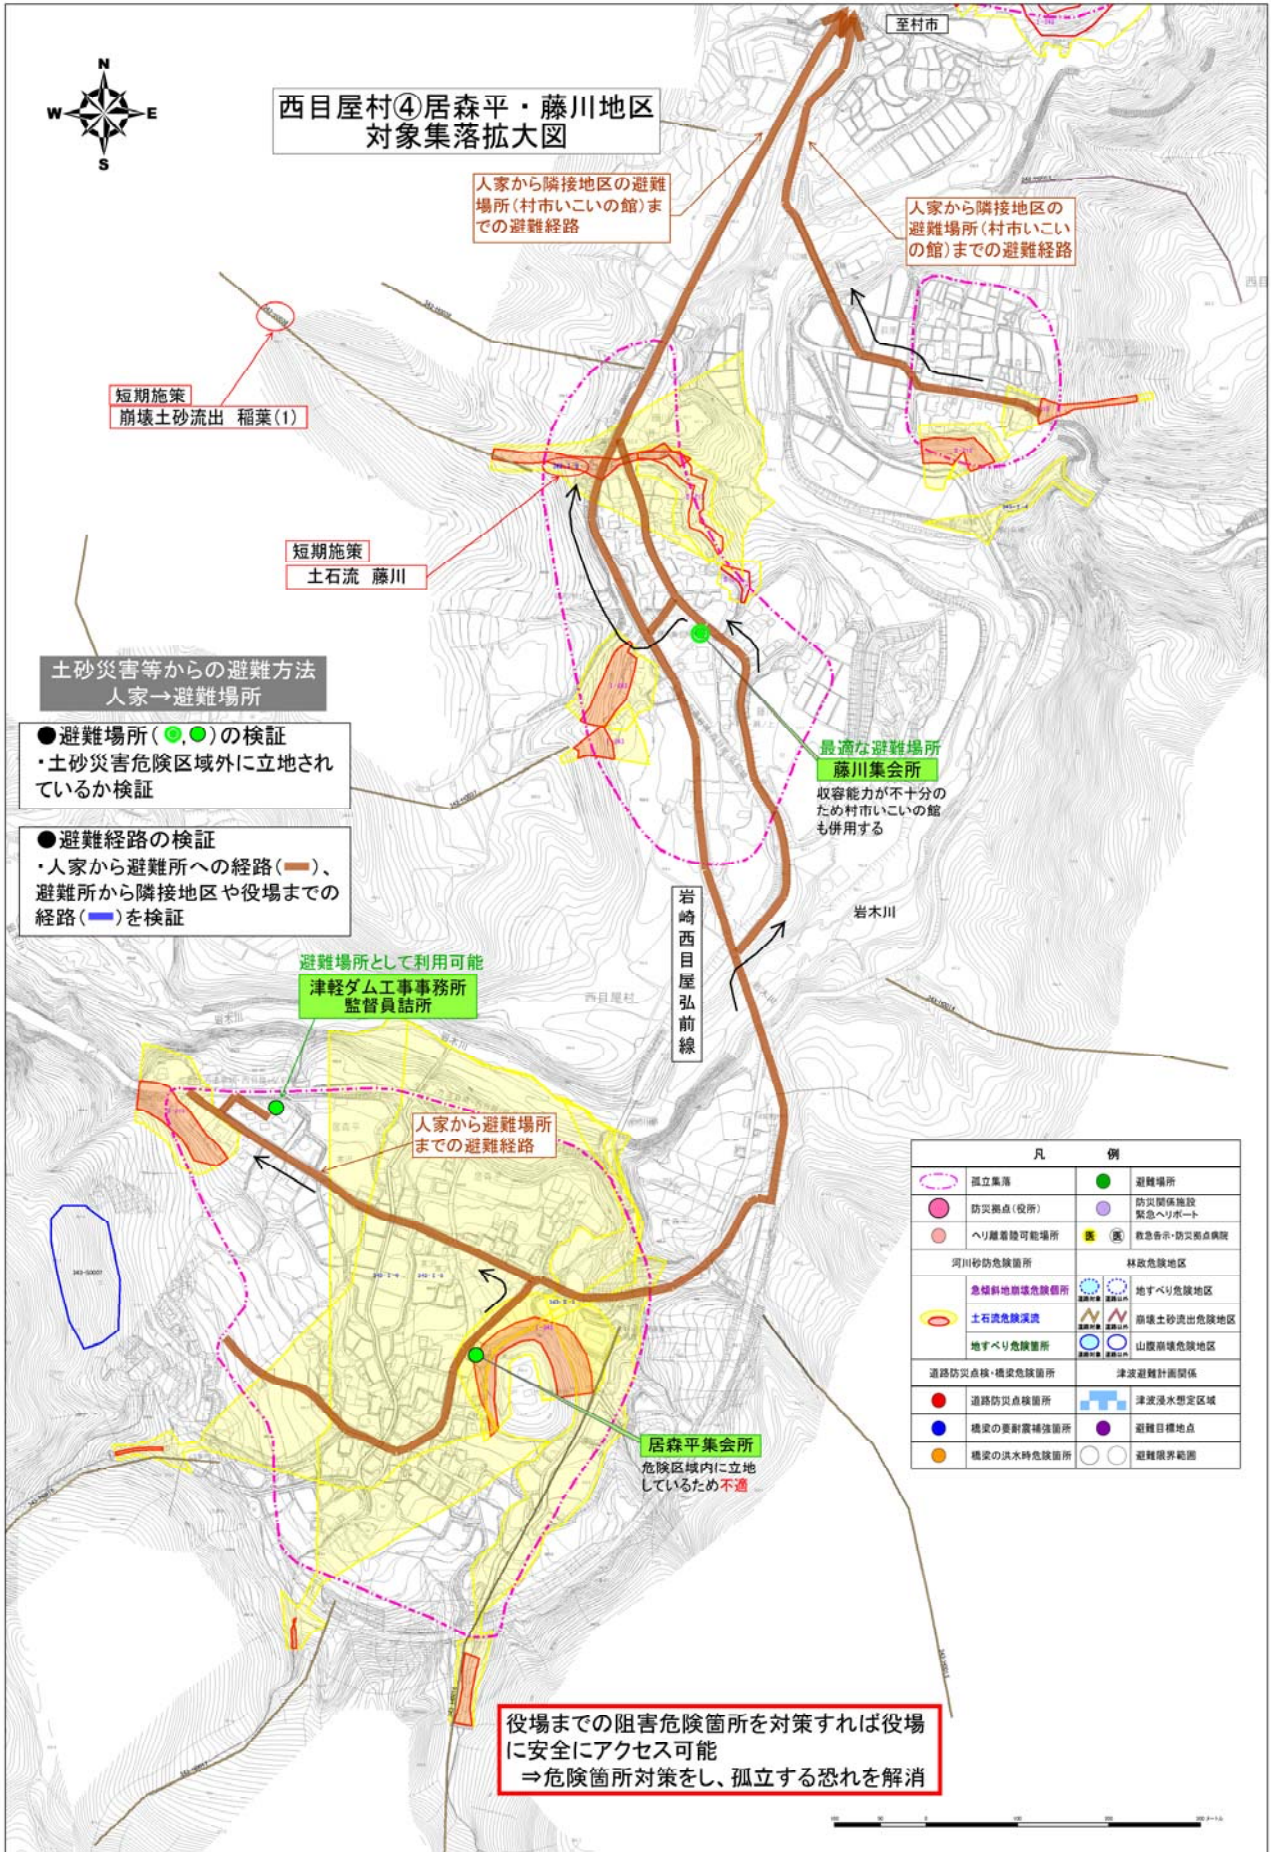 至村市
N
W
E
S
西目屋村④居森平・藤川地区
対象集落拡大図
人家から隣接地区の避難
場所(村市いこいの館)ま
での避難経路
人家から隣接地区の
避難場所(村市いこい
の館)までの避難経路
短期施策
崩壊土砂流出 稲葉(1)
短期施策
土石流 藤川
土砂災害等からの避難方法
人家→避難場所
●避難場所(●,●)の検証
・土砂災害危険区域外に立地され
ているか検証
●避難経路の検証
・人家から避難所への経路(━)、
避難所から隣接地区や役場までの
経路(━)を検証
最適な避難場所
藤川集会所
収容能力が不十分の
ため村市いこいの館
も併用する
岩崎西目屋弘前線
岩木川
避難場所として利用可能
津軽ダム工事事務所
監督員詰所
西目屋村
岩木川
岩木川
岩木川
人家から避難場所
までの避難経路
居森平集会所
危険区域内に立地
しているため不適
凡例
孤立集落
避難場所
防災拠点(役所)
防災関係施設
緊急ヘリポート
ヘリ離着陸可能場所
医 医 救急告示・防災拠点病院
河川砂防危険箇所
林政危険地区
急傾斜地崩壊危険個所
地すべり危険地区
土石流危険渓流
崩壊土砂流出危険地区
地すべり危険箇所
山腹崩壊危険地区
道路防災点検・橋梁危険箇所
津波避難計画関係
道路防災点検箇所
津波浸水想定区域
橋梁の要耐震補強箇所
避難目標地点
橋梁の洪水時危険箇所
避難限界範囲
役場までの阻害危険箇所を対策すれば役場
に安全にアクセス可能
⇒危険箇所対策をし、孤立する恐れを解消